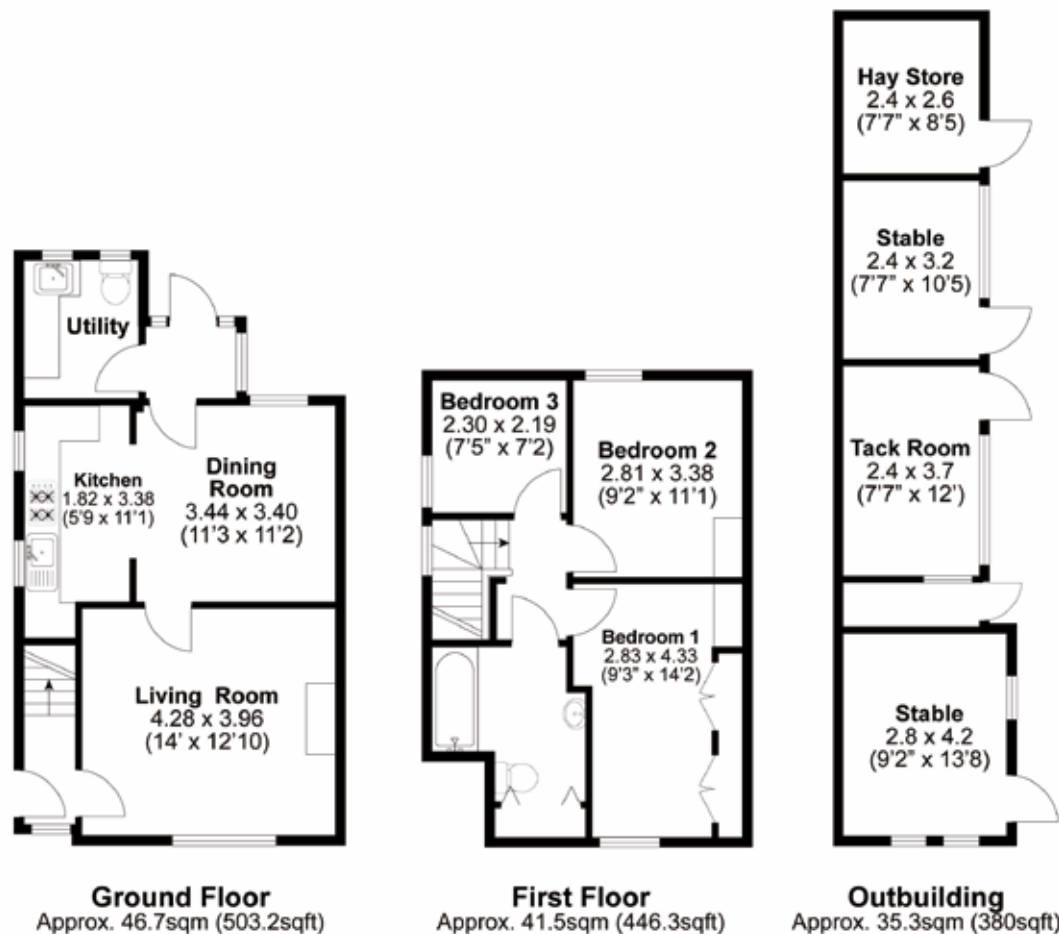 Hay Store
2.4 x 2.6
(7'7" x 8'5)
Stable
2.4 x 3.2
(7'7" x 10'5)
Tack Room
2.4 x 3.7
(7'7" x 12')
Stable
2.8 x 4.2
(9'2" x 13'8)
Utility
Kitchen
1.82 x 3.38
(5'9 x 11'1)
Dining
Room
3.44 x 3.40
(11'3 x 11'2)
Living Room
4.28 x 3.96
(14' x 12'10)
Bedroom 3
2.30 x 2.19
(7'5" x 7'2)
Bedroom 2
2.81 x 3.38
(9'2" x 11'1)
Bedroom 1
2.83 x 4.33
(9'3" x 14'2)
Ground Floor
Approx. 46.7sqm (503.2sqft)
First Floor
Approx. 41.5sqm (446.3sqft)
Outbuilding
Approx. 35.3sqm (380sqft)